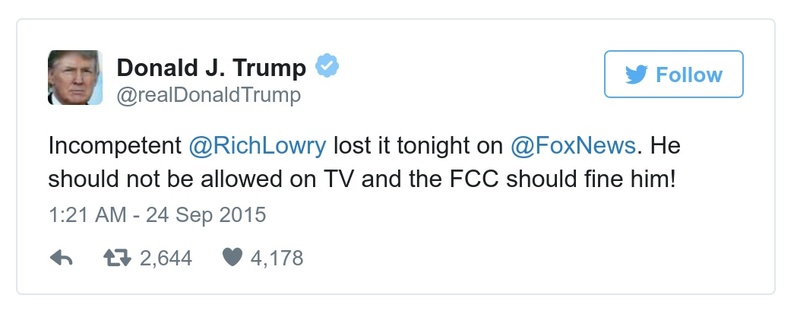 Donald J. Trump
@realDonaldTrump
Follow
Incompetent @RichLowry lost it tonight on @FoxNews. He
should not be allowed on TV and the FCC should fine him!
1:21 AM - 24 Sep 2015
2,644 4,178